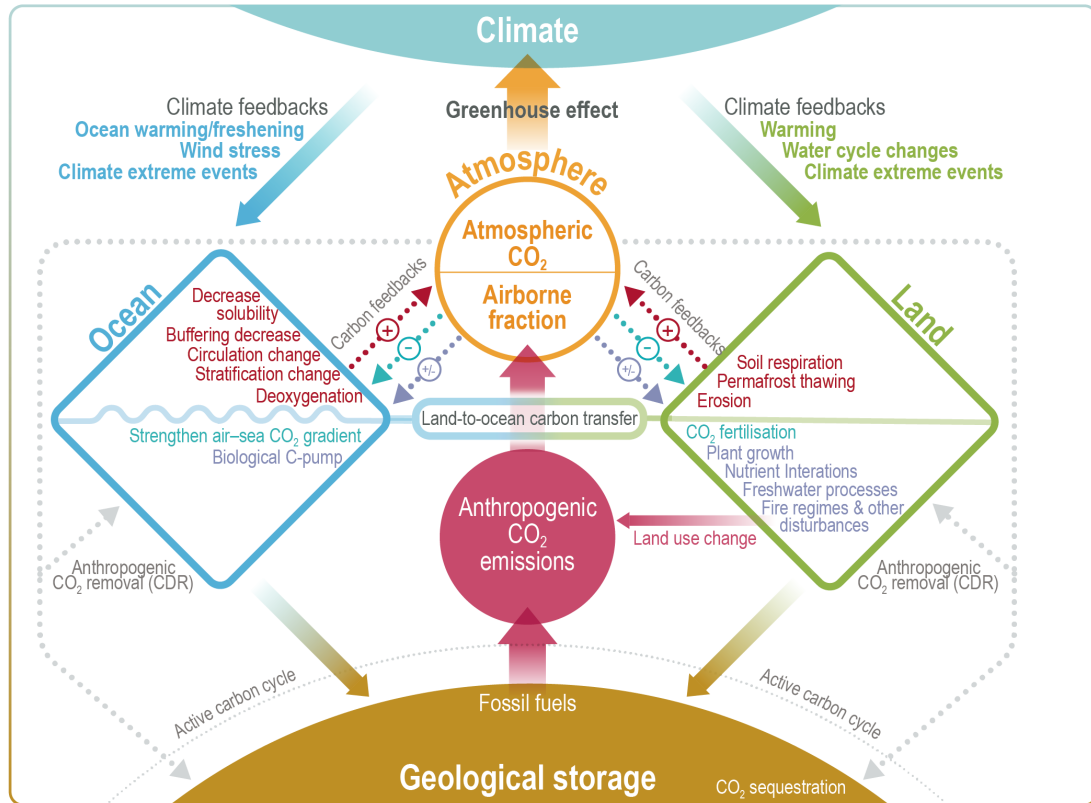 Climate
Greenhouse effect
Climate feedbacks
Ocean warming/freshening
Wind stress
Climate extreme events
Climate feedbacks
Warming
Water cycle changes
Climate extreme events
Atmosphere
Atmospheric
CO₂
Airborne
fraction
Ocean
Decrease
solubility
Buffering decrease
Circulation change
Stratification change
Deoxygenation
Strengthen air–sea CO₂ gradient
Biological C-pump
Carbon feedbacks
+
-
+/-
Carbon feedbacks
+
-
+/-
Land
Soil respiration
Permafrost thawing
Erosion
CO₂ fertilisation
Plant growth
Nutrient Interations
Freshwater processes
Fire regimes & other
disturbances
Land-to-ocean carbon transfer
Anthropogenic
CO₂
emissions
Land use change
Anthropogenic
CO₂ removal (CDR)
Anthropogenic
CO₂ removal (CDR)
Active carbon cycle
Active carbon cycle
Fossil fuels
Geological storage
CO₂ sequestration